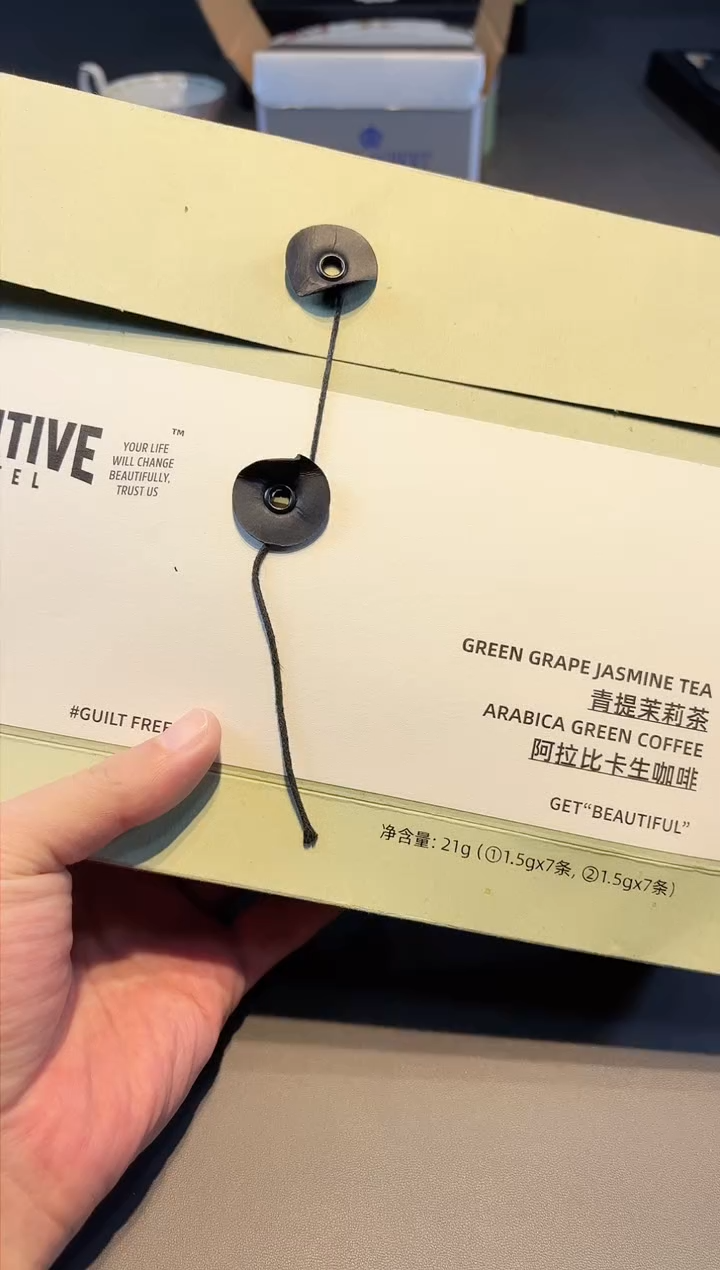 TIVE
TEL
™
YOUR LIFE
WILL CHANGE
BEAUTIFULLY,
TRUST US
#GUILT FREE
GREEN GRAPE JASMINE TEA
青提茉莉茶
ARABICA GREEN COFFEE
阿拉比卡生咖啡
GET“BEAUTIFUL”
净含量: 21g (①1.5gx7条, ②1.5gx7条)